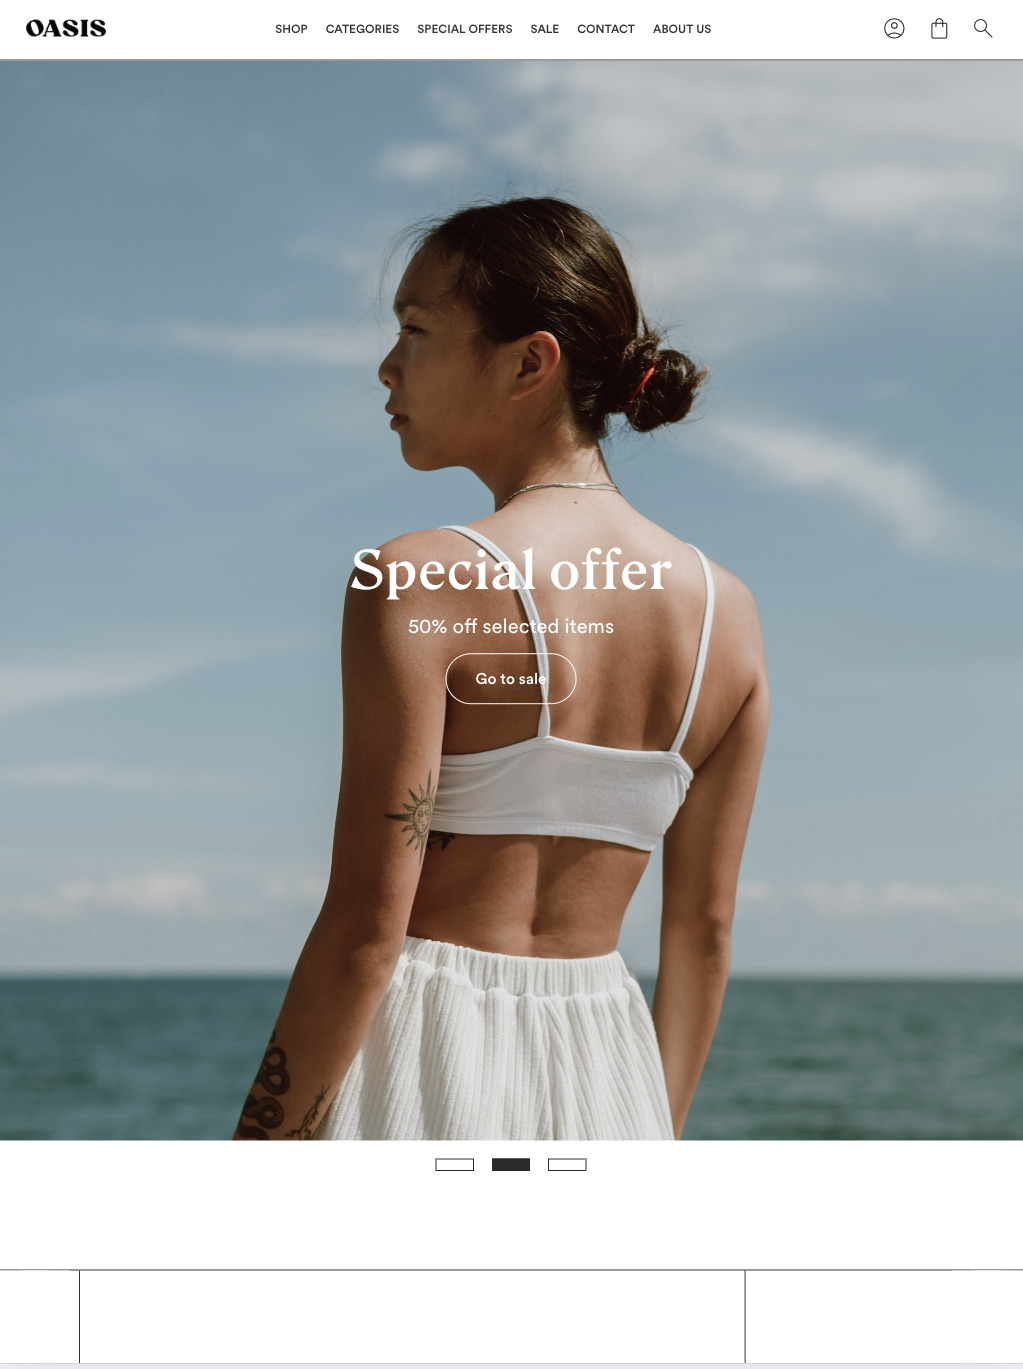 OASIS
SHOP CATEGORIES SPECIAL OFFERS SALE CONTACT ABOUT US
Special offer
50% off selected items
Go to sale